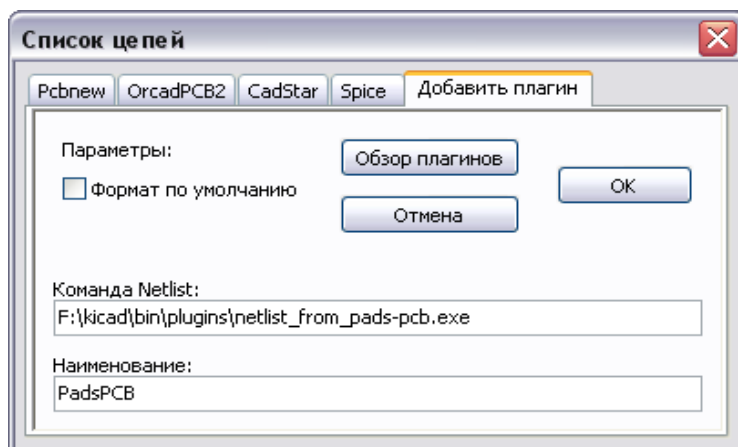 Список цепей
Pcbnew OrcadPCB2 CadStar Spice Добавить плагин
Параметры: Обзор плагинов
Формат по умолчанию OK
Отмена
Команда Netlist:
F:\kicad\bin\plugins\netlist_from_pads-pcb.exe
Наименование:
PadsPCB